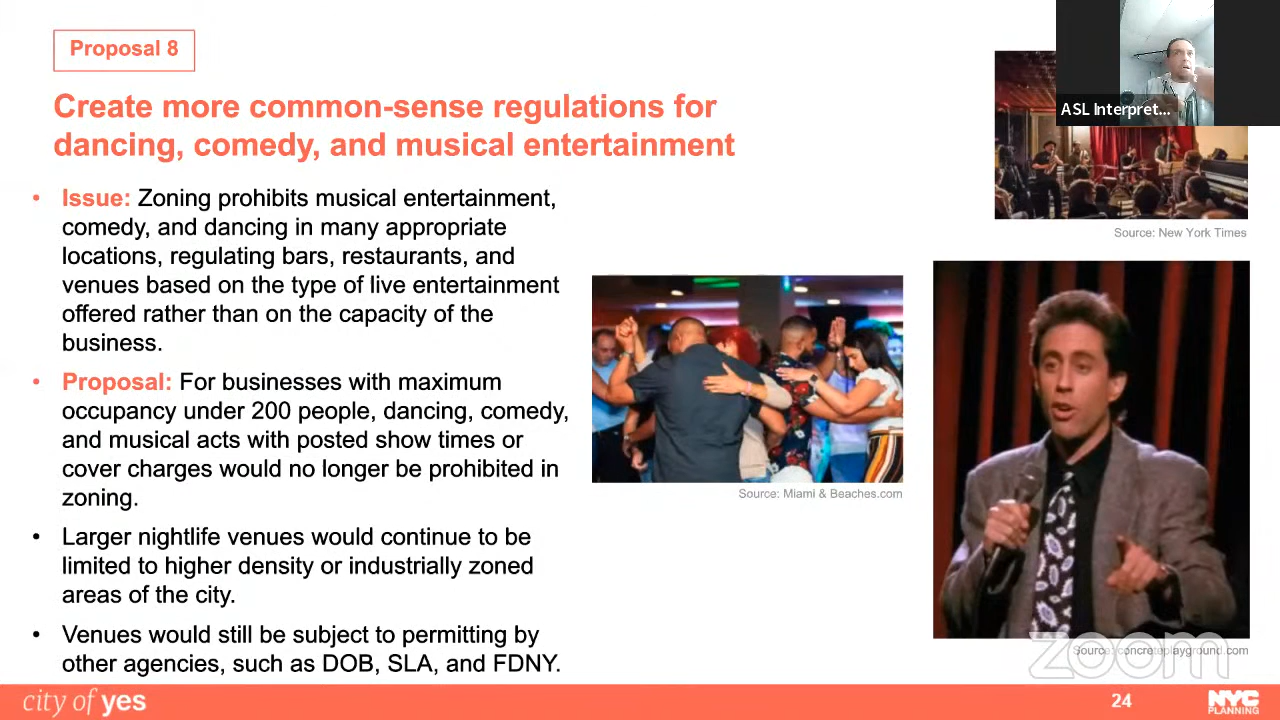 Proposal 8
Create more common-sense regulations for
dancing, comedy, and musical entertainment
• Issue: Zoning prohibits musical entertainment,
comedy, and dancing in many appropriate
locations, regulating bars, restaurants, and
venues based on the type of live entertainment
offered rather than on the capacity of the
business.
• Proposal: For businesses with maximum
occupancy under 200 people, dancing, comedy,
and musical acts with posted show times or
cover charges would no longer be prohibited in
zoning.
• Larger nightlife venues would continue to be
limited to higher density or industrially zoned
areas of the city.
• Venues would still be subject to permitting by
other agencies, such as DOB, SLA, and FDNY.
ASL Interpret...
Source: New York Times
Source: Miami & Beaches.com
zoom
Source: concreteplayground.com
city of yes
24
NYC
PLANNING